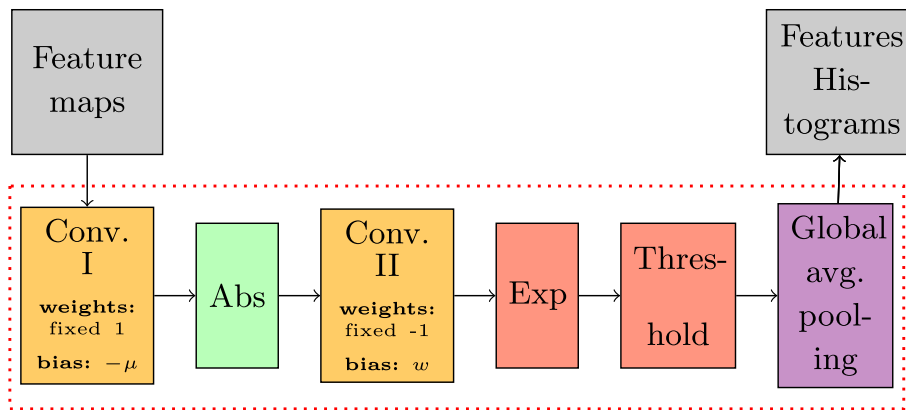 Feature
maps
Features
His-
tograms
Conv.
I
weights:
fixed 1
bias: −μ
Abs
Conv.
II
weights:
fixed -1
bias: w
Exp
Thres-
hold
Global
avg.
pool-
ing